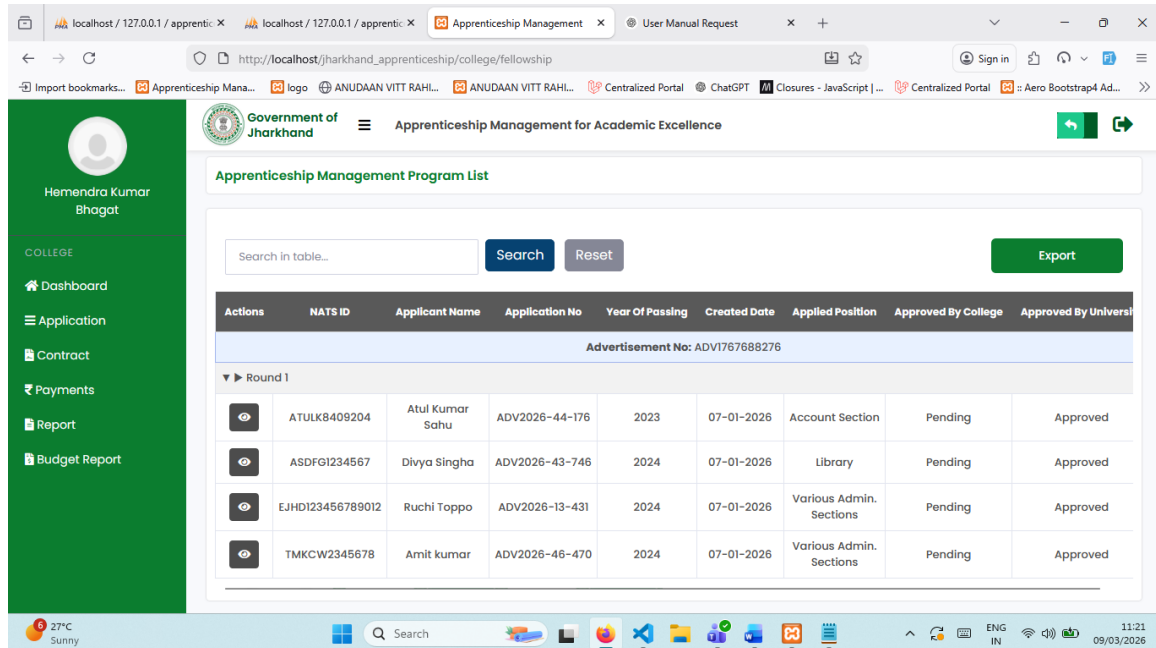 localhost / 127.0.0.1 / apprentic
localhost / 127.0.0.1 / apprentic
Apprenticeship Management
User Manual Request
http://localhost/jharkhand_apprenticeship/college/fellowship
Sign in
Import bookmarks...
Apprenticeship Mana...
logo
ANUDAAN VITT RAHI...
ANUDAAN VITT RAHI...
Centralized Portal
ChatGPT
Closures - JavaScript | ...
Centralized Portal
:: Aero Bootstrap4 Ad...
Government of
Jharkhand
Apprenticeship Management for Academic Excellence
Hemendra Kumar
Bhagat
COLLEGE
Dashboard
Application
Contract
Payments
Report
Budget Report
Apprenticeship Management Program List
Search in table...
Search
Reset
Export
Actions NATS ID Applicant Name Application No Year Of Passing Created Date Applied Position Approved By College Approved By Universi
Advertisement No: ADV1767688276
▼ ▶ Round 1
ATULK8409204 Atul Kumar Sahu ADV2026-44-176 2023 07-01-2026 Account Section Pending Approved
ASDFG1234567 Divya Singha ADV2026-43-746 2024 07-01-2026 Library Pending Approved
EJHD123456789012 Ruchi Toppo ADV2026-13-431 2024 07-01-2026 Various Admin. Sections Pending Approved
TMKCW2345678 Amit kumar ADV2026-46-470 2024 07-01-2026 Various Admin. Sections Pending Approved
6
27°C
Sunny
Search
ENG
IN
11:21
09/03/2026